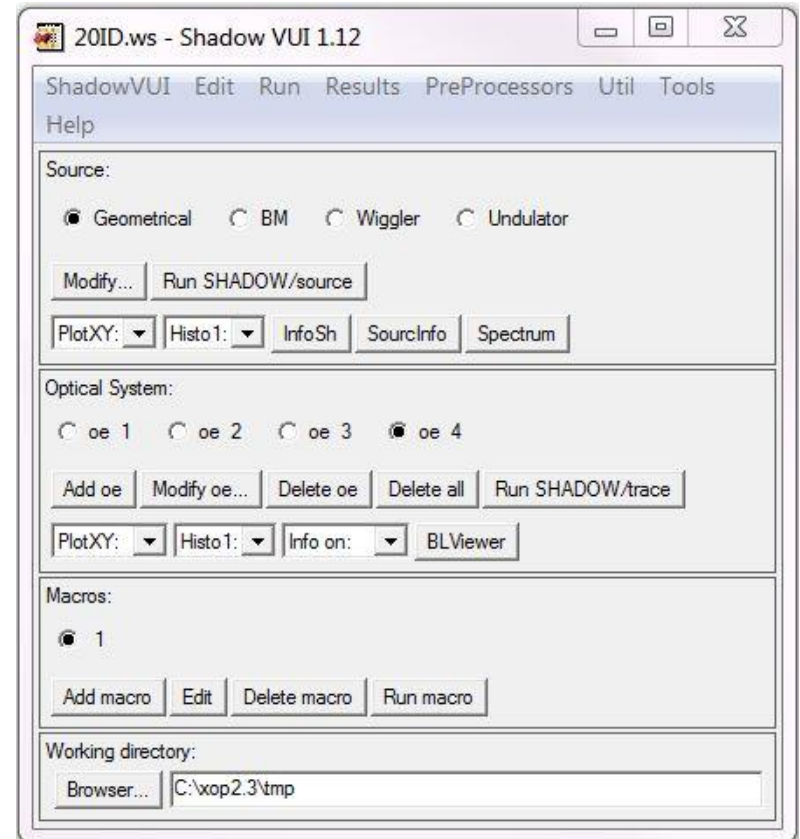 20ID.ws - Shadow VUI 1.12
ShadowVUI Edit Run Results PreProcessors Util Tools
Help
Source:
Geometrical BM Wiggler Undulator
Modify... Run SHADOW/source
PlotXY: Histo1: InfoSh SourcInfo Spectrum
Optical System:
oe 1 oe 2 oe 3 oe 4
Add oe Modify oe... Delete oe Delete all Run SHADOW/trace
PlotXY: Histo1: Info on: BLViewer
Macros:
1
Add macro Edit Delete macro Run macro
Working directory:
Browser... C:\xop2.3\tmp